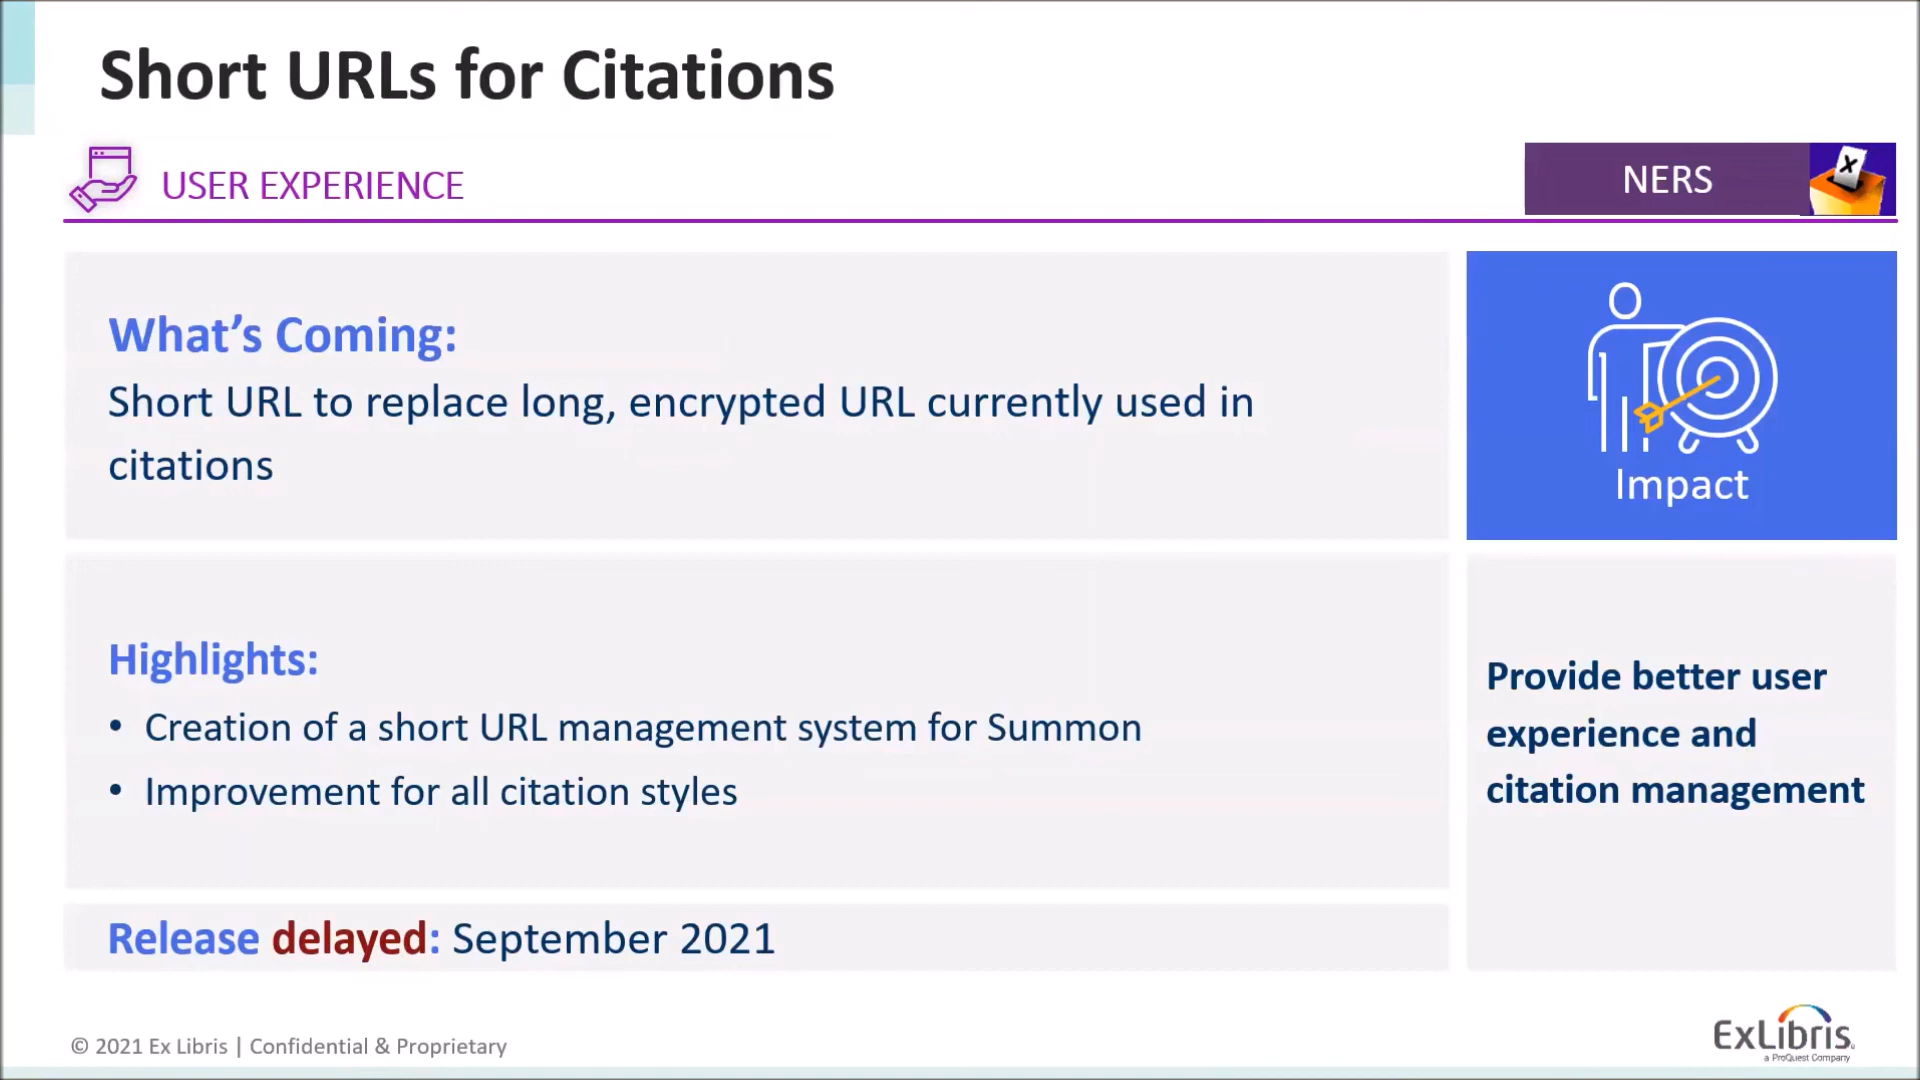 Short URLs for Citations
USER EXPERIENCE
NERS
X
What's Coming:
Short URL to replace long, encrypted URL currently used in
citations
Impact
Highlights:
• Creation of a short URL management system for Summon
• Improvement for all citation styles
Provide better user
experience and
citation management
Release delayed: September 2021
© 2021 Ex Libris | Confidential & Proprietary
ExLibris
a ProQuest Company